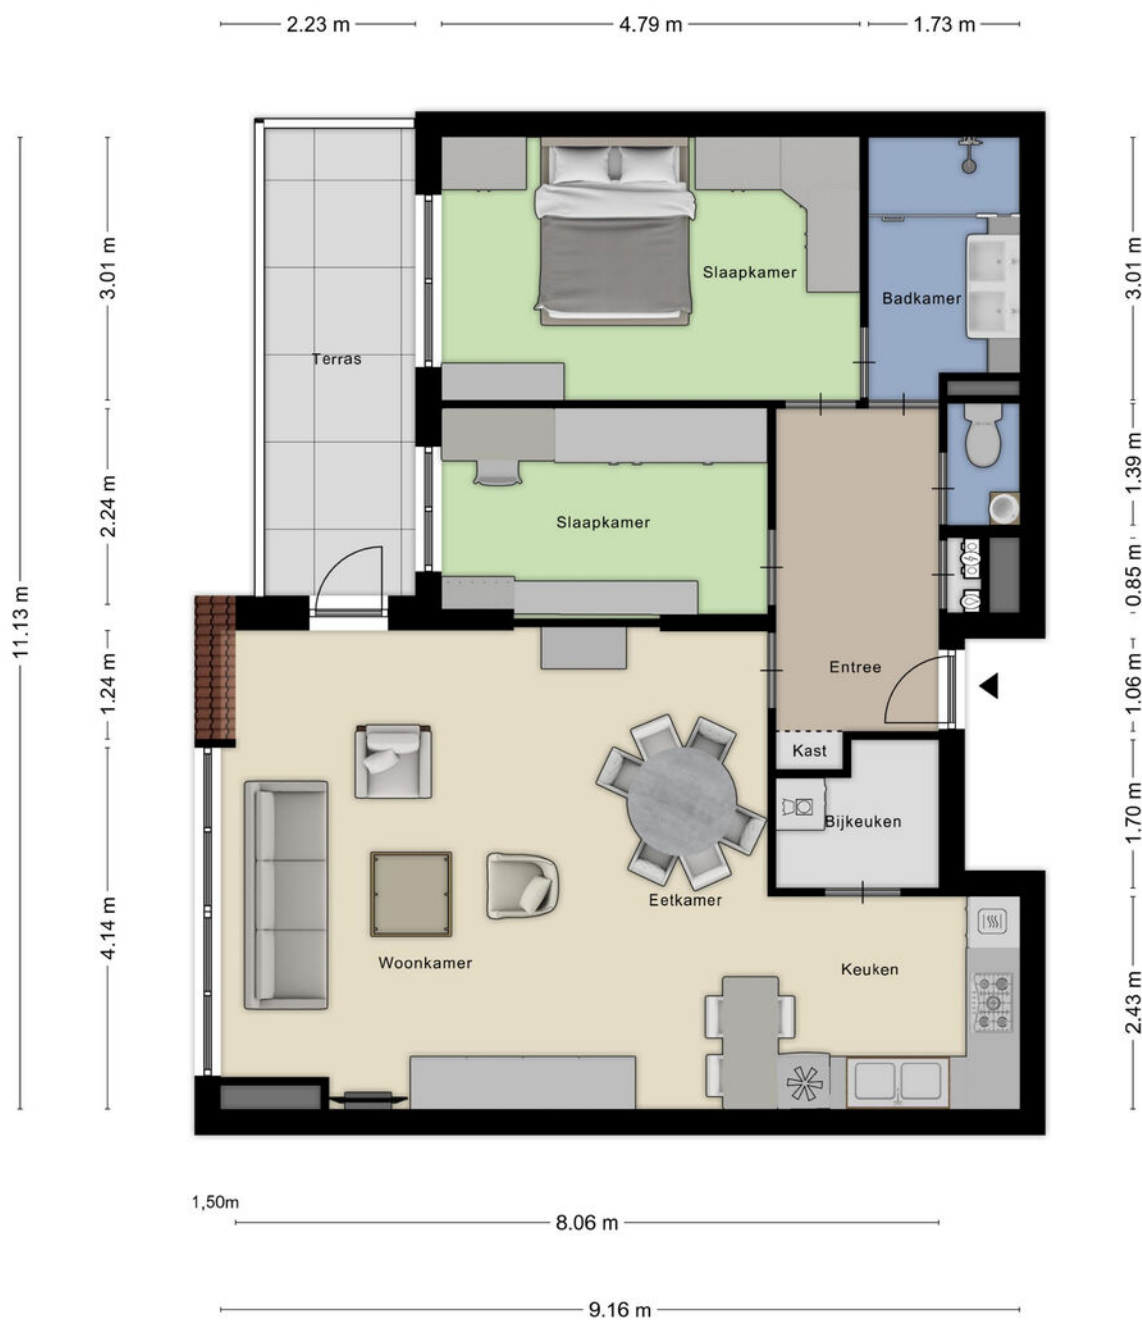 2.23 m
4.79 m
1.73 m
11.13 m
3.01 m
2.24 m
1.24 m
4.14 m
Slaapkamer
Badkamer
Terras
Slaapkamer
Entree
Kast
Bijkeuken
Eetkamer
Woonkamer
Keuken
3.01 m
1.39 m
0.85 m
1.06 m
1.70 m
2.43 m
1,50m
8.06 m
9.16 m